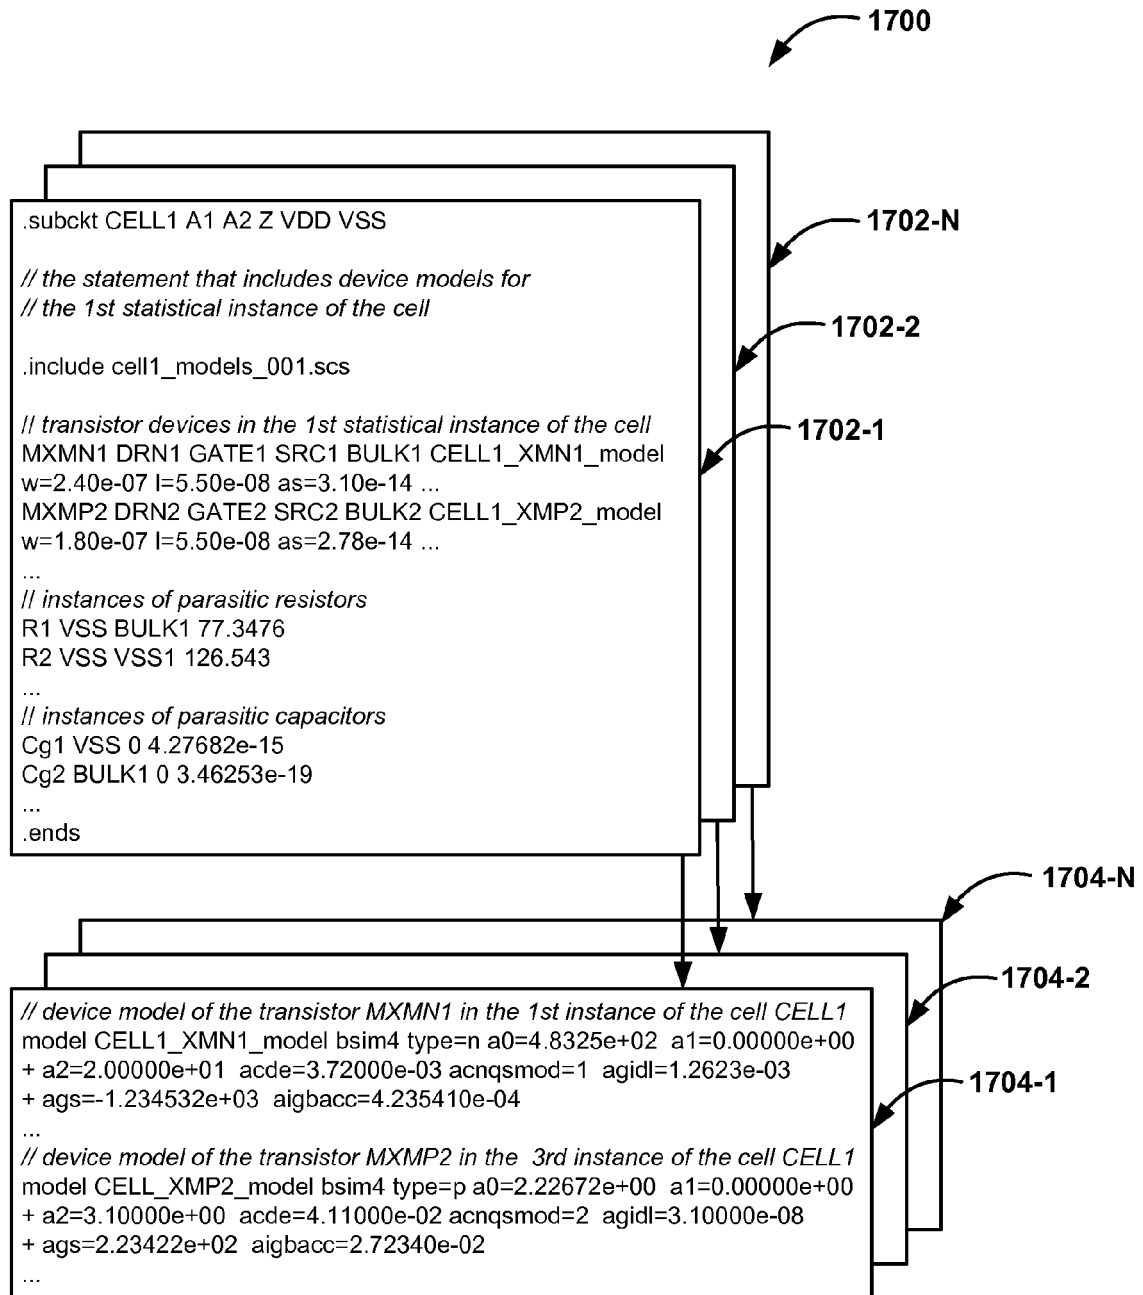 1700
1702-N
1702-2
1702-1
.subckt CELL1 A1 A2 Z VDD VSS
// the statement that includes device models for
// the 1st statistical instance of the cell
.include cell1_models_001.scs
// transistor devices in the 1st statistical instance of the cell
MXMN1 DRN1 GATE1 SRC1 BULK1 CELL1_XMN1_model
w=2.40e-07 l=5.50e-08 as=3.10e-14 ...
MXMP2 DRN2 GATE2 SRC2 BULK2 CELL1_XMP2_model
w=1.80e-07 l=5.50e-08 as=2.78e-14 ...
...
// instances of parasitic resistors
R1 VSS BULK1 77.3476
R2 VSS VSS1 126.543
...
// instances of parasitic capacitors
Cg1 VSS 0 4.27682e-15
Cg2 BULK1 0 3.46253e-19
...
.ends
1704-N
1704-2
1704-1
// device model of the transistor MXMN1 in the 1st instance of the cell CELL1
model CELL1_XMN1_model bsim4 type=n a0=4.8325e+02 a1=0.00000e+00
+ a2=2.00000e+01 acde=3.72000e-03 acnqsmod=1 agidl=1.2623e-03
+ ags=-1.234532e+03 aigbacc=4.235410e-04
...
// device model of the transistor MXMP2 in the 3rd instance of the cell CELL1
model CELL_XMP2_model bsim4 type=p a0=2.22672e+00 a1=0.00000e+00
+ a2=3.10000e+00 acde=4.11000e-02 acnqsmod=2 agidl=3.10000e-08
+ ags=2.23422e+02 aigbacc=2.72340e-02
...